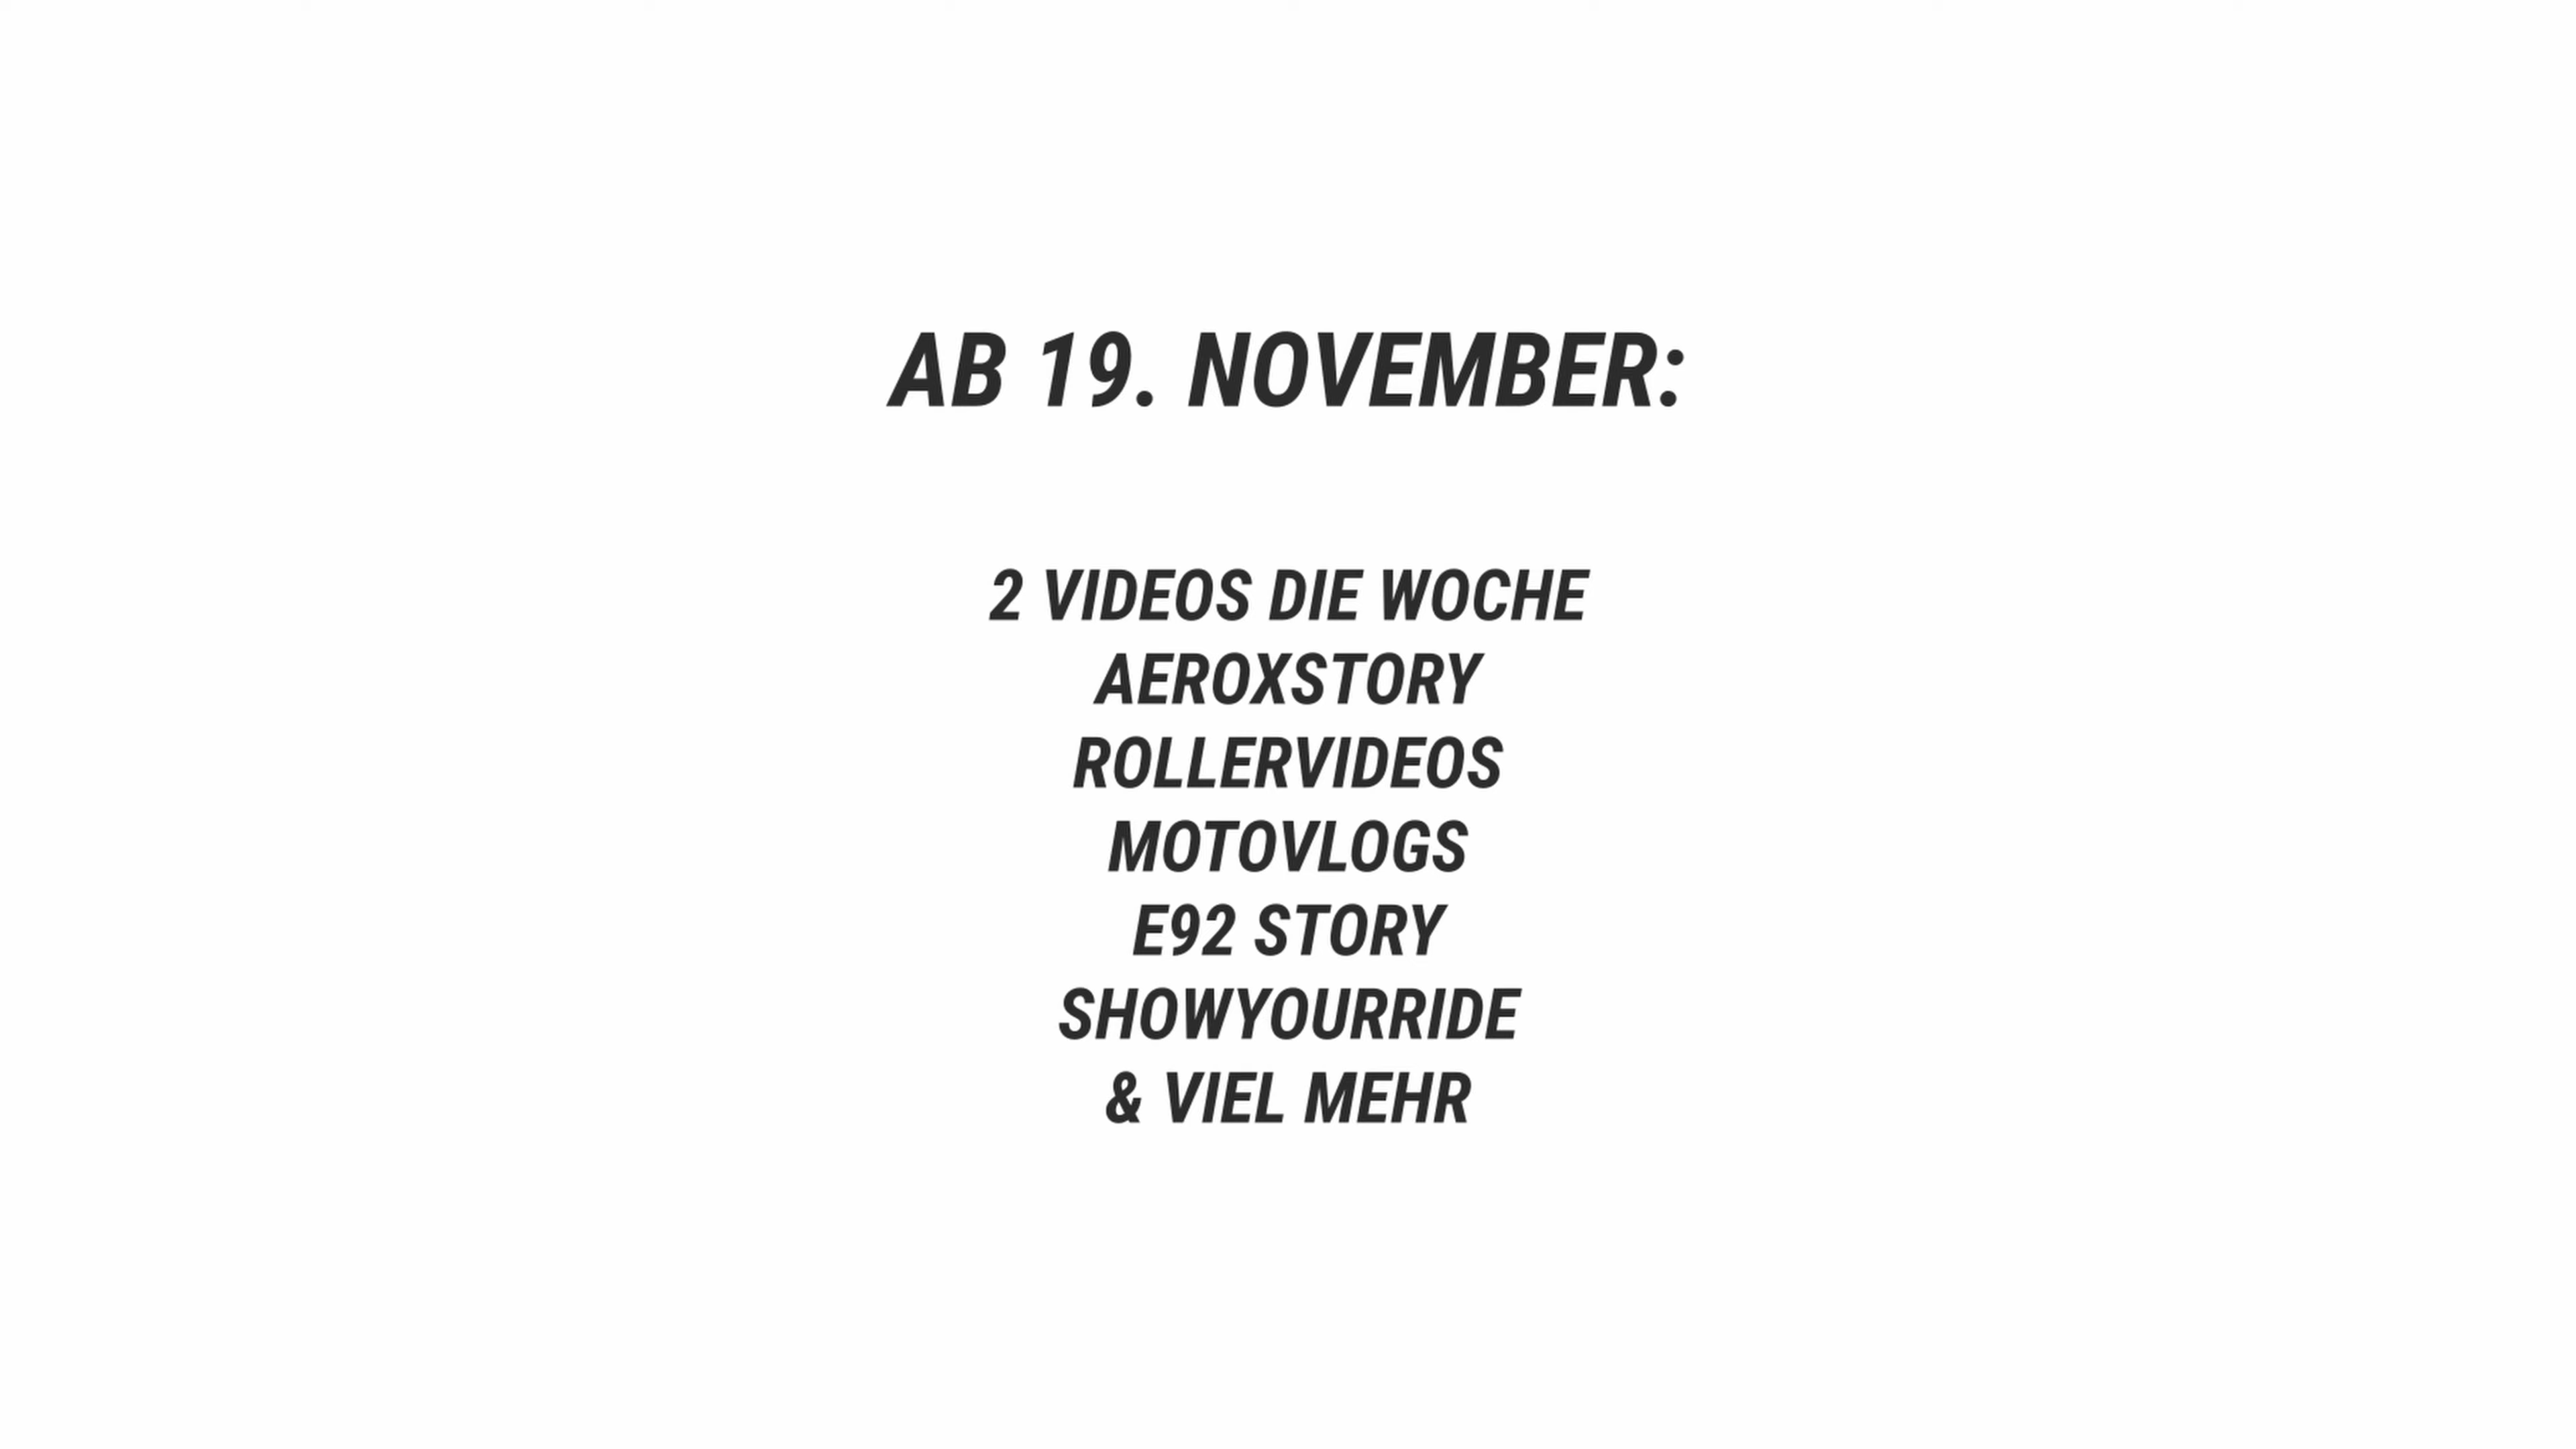 AB 19. NOVEMBER:
2 VIDEOS DIE WOCHE
AEROXSTORY
ROLLERVIDEOS
MOTOVLOGS
E92 STORY
SHOWYOURRIDE
& VIEL MEHR